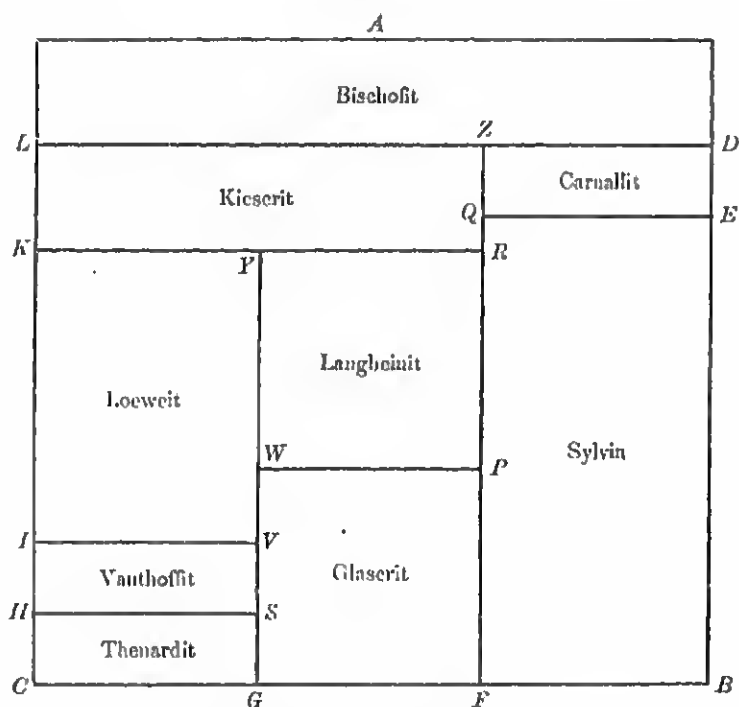 A
Bischofit
L Z D
Kieserit Carnallit
Q E
K Y R
Langbeinit
Loeweit
W P Sylvin
I V
Vanthoffit Glaserit
H S
Thenardit
C G F B